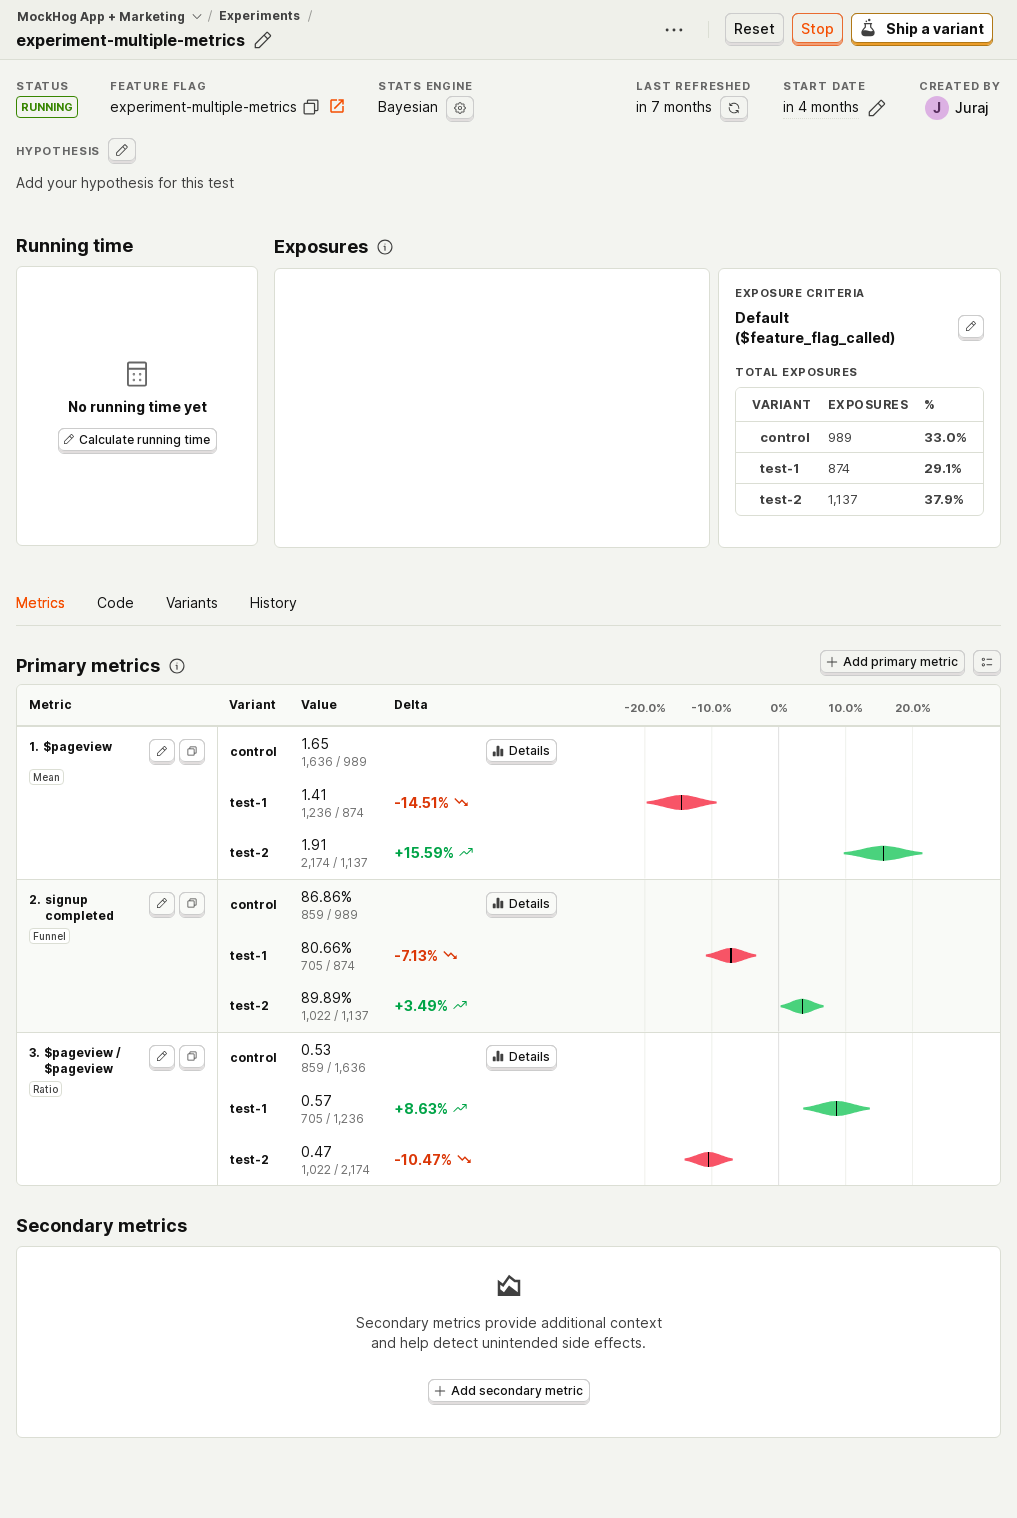 MockHog App + Marketing / Experiments /
experiment-multiple-metrics
Reset
Stop
Ship a variant
STATUS
RUNNING
FEATURE FLAG
experiment-multiple-metrics
STATS ENGINE
Bayesian
LAST REFRESHED
in 7 months
START DATE
in 4 months
CREATED BY
J Juraj
HYPOTHESIS
Add your hypothesis for this test
Running time
No running time yet
Calculate running time
Exposures
EXPOSURE CRITERIA
Default
($feature_flag_called)
TOTAL EXPOSURES
VARIANT EXPOSURES %
control 989 33.0%
test-1 874 29.1%
test-2 1,137 37.9%
Metrics Code Variants History
Primary metrics
Add primary metric
Metric Variant Value Delta -20.0% -10.0% 0% 10.0% 20.0%
1. $pageview
Mean
control 1.65
1,636 / 989
Details
test-1 1.41
1,236 / 874
-14.51%
test-2 1.91
2,174 / 1,137
+15.59%
2. signup
completed
Funnel
control 86.86%
859 / 989
Details
test-1 80.66%
705 / 874
-7.13%
test-2 89.89%
1,022 / 1,137
+3.49%
3. $pageview /
$pageview
Ratio
control 0.53
859 / 1,636
Details
test-1 0.57
705 / 1,236
+8.63%
test-2 0.47
1,022 / 2,174
-10.47%
Secondary metrics
Secondary metrics provide additional context
and help detect unintended side effects.
Add secondary metric